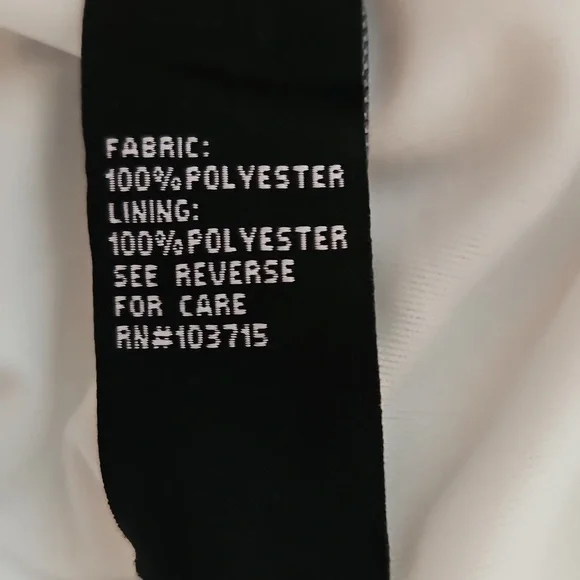 FABRIC:
100% POLYESTER
LINING:
100% POLYESTER
SEE REVERSE
FOR CARE
RN#103715